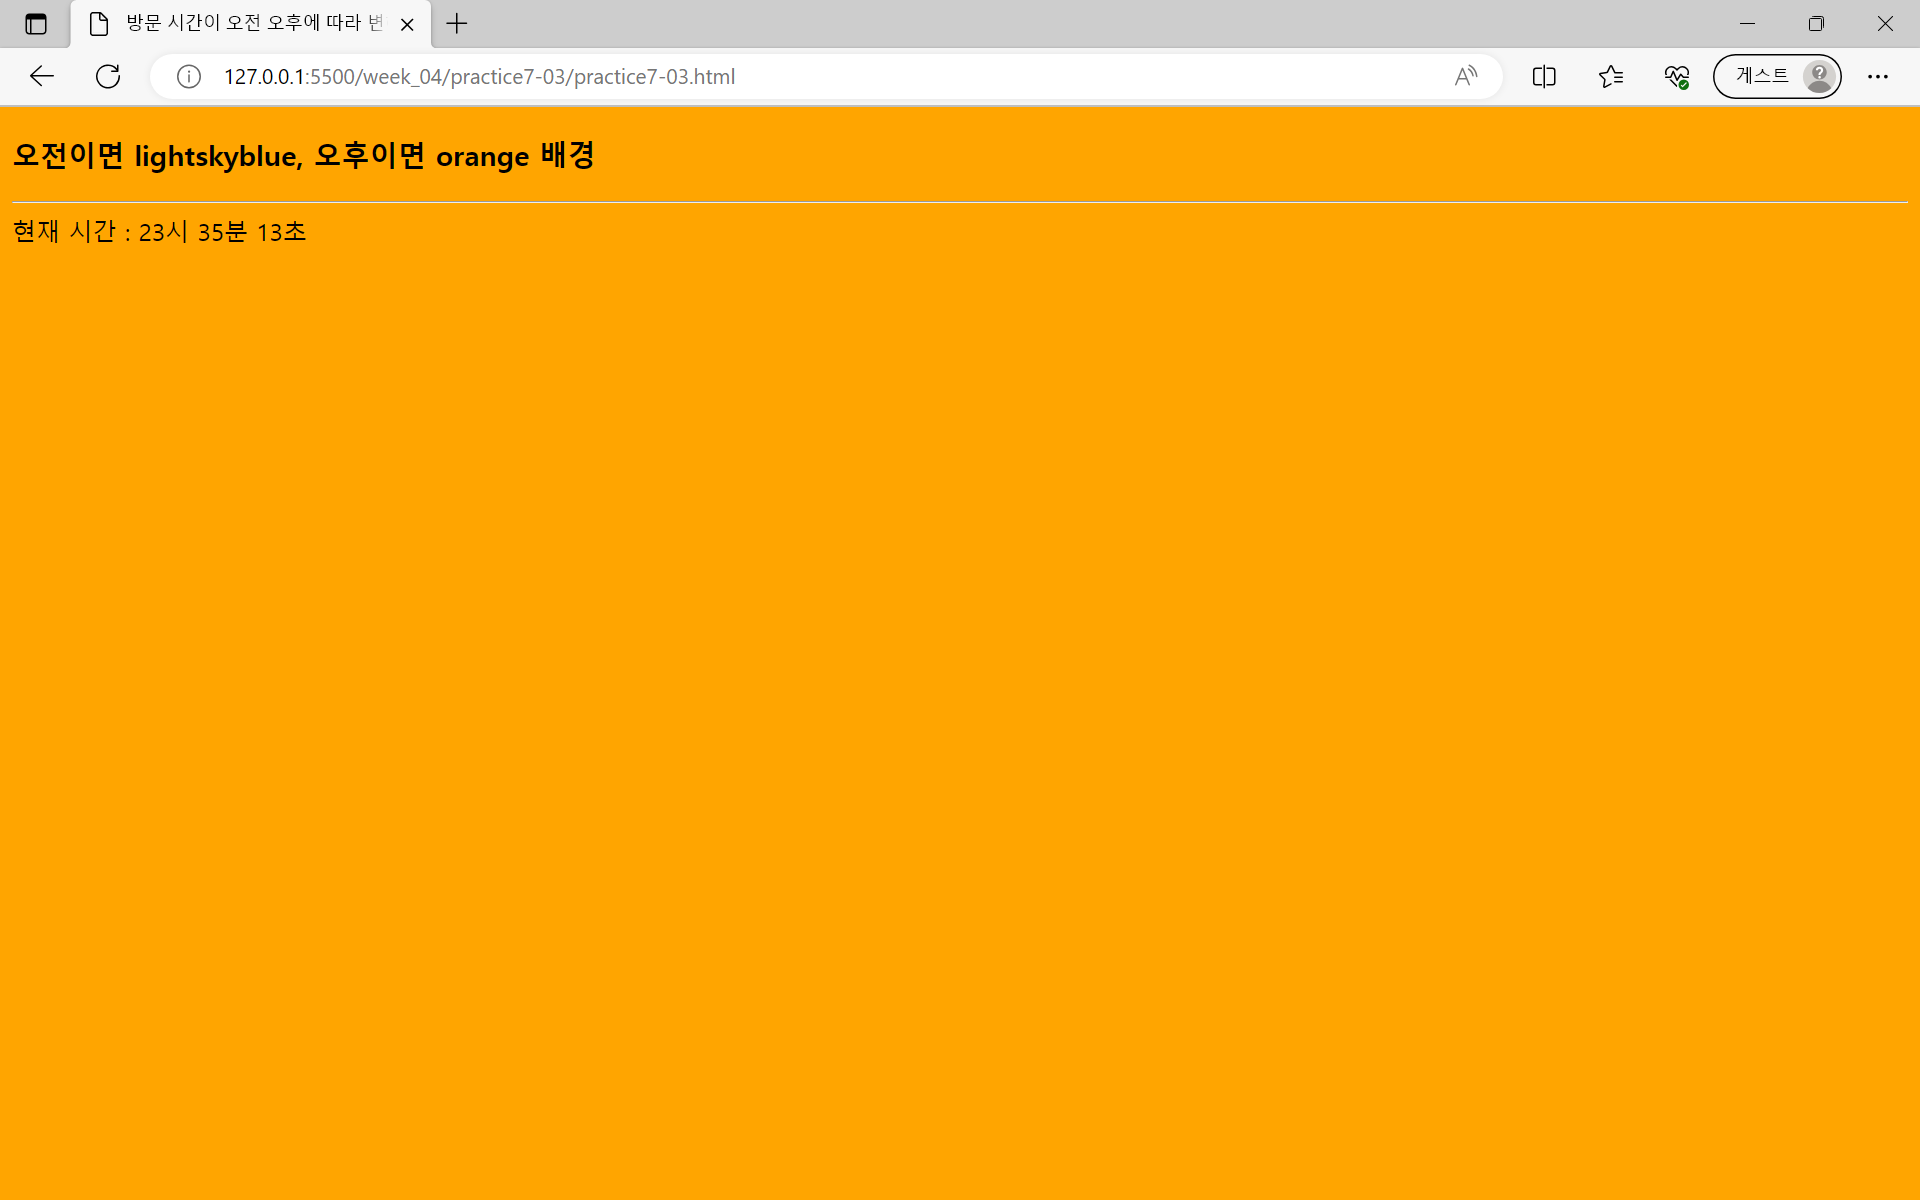 방문 시간이 오전 오후에 따라
127.0.0.1:5500/week_04/practice7-03/practice7-03.html
게스트
오전이면 lightskyblue, 오후이면 orange 배경
현재 시간 : 23시 35분 13초